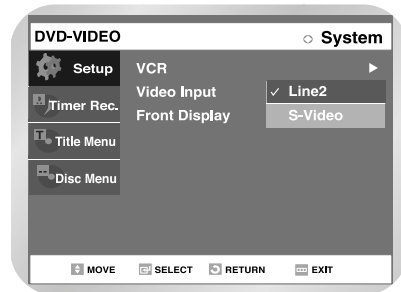 DVD-VIDEO System
Setup VCR ►
Video Input ✓ Line2
Timer Rec. Front Display S-Video
Title Menu
Disc Menu
MOVE SELECT RETURN EXIT